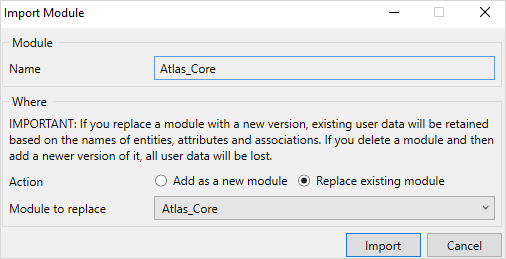 Import Module
Module
Name
Atlas_Core
Where
IMPORTANT: If you replace a module with a new version, existing user data will be retained
based on the names of entities, attributes and associations. If you delete a module and then
add a newer version of it, all user data will be lost.
Action
Add as a new module
Replace existing module
Module to replace
Atlas_Core
Import
Cancel